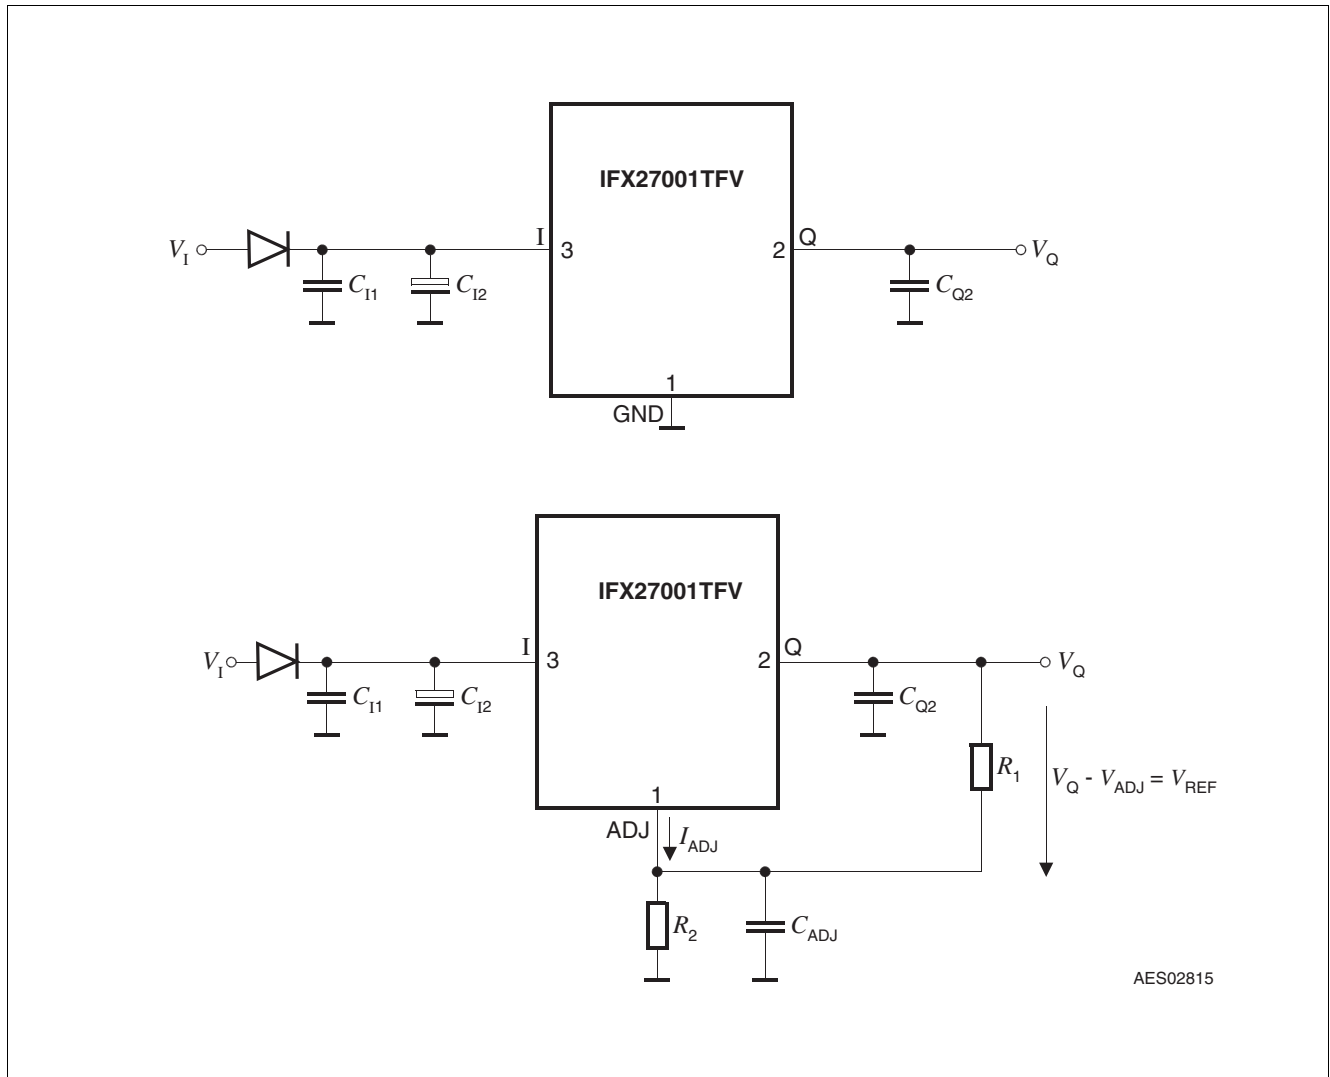 IFX27001TFV
V_I
I
3
2
Q
V_Q
C_I1
C_I2
C_Q2
1
GND
IFX27001TFV
V_I
I
3
2
Q
V_Q
C_I1
C_I2
C_Q2
R_1
V_Q - V_ADJ = V_REF
1
ADJ
I_ADJ
R_2
C_ADJ
AES02815